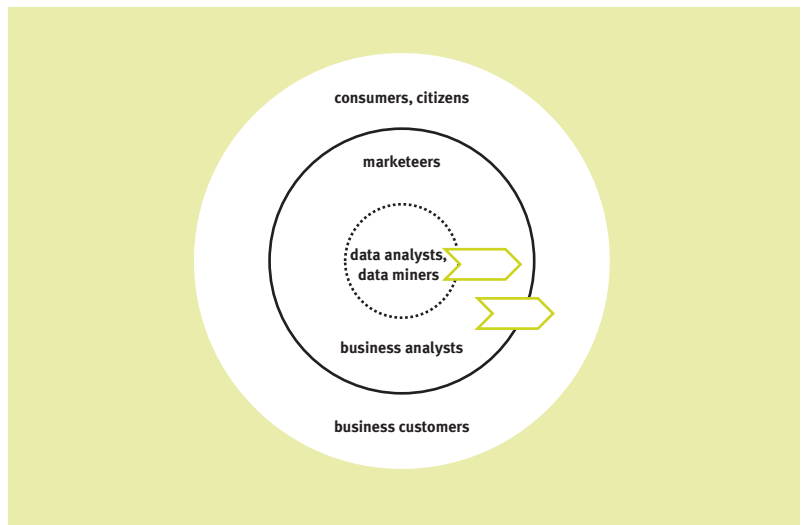 consumers, citizens
marketeers
data analysts,
data miners
business analysts
business customers